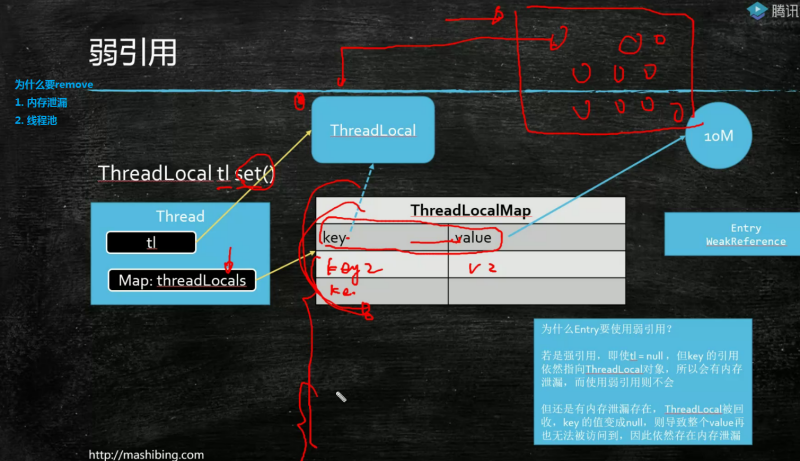 腾讯
弱引用
为什么要remove
1. 内存泄漏
2. 线程池
ThreadLocal
10M
ThreadLocal tl set()
Thread
tl
Map: threadLocals
ThreadLocalMap
key
value
key2
v2
ke
Entry
WeakReference
为什么Entry要使用弱引用？
若是强引用，即使tl = null，但key 的引用
依然指向ThreadLocal对象，所以会有内存
泄漏，而使用弱引用则不会
但还是有内存泄漏存在，ThreadLocal被回
收，key 的值变成null，则导致整个value再
也无法被访问到，因此依然存在内存泄漏
http://mashibing.com